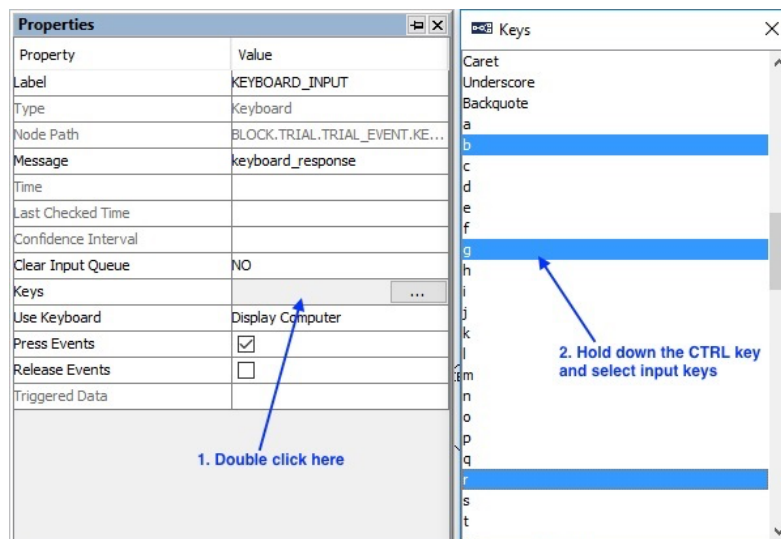 Properties
Property Value
Label KEYBOARD_INPUT
Type Keyboard
Node Path BLOCK.TRIAL.TRIAL_EVENT.KE...
Message keyboard_response
Time
Last Checked Time
Confidence Interval
Clear Input Queue NO
Keys ...
Use Keyboard Display Computer
Press Events
Release Events
Triggered Data
1. Double click here
Keys
Caret
Underscore
Backquote
a
b
c
d
e
f
g
h
i
j
k
l
m
n
o
p
q
r
s
t
2. Hold down the CTRL key
and select input keys